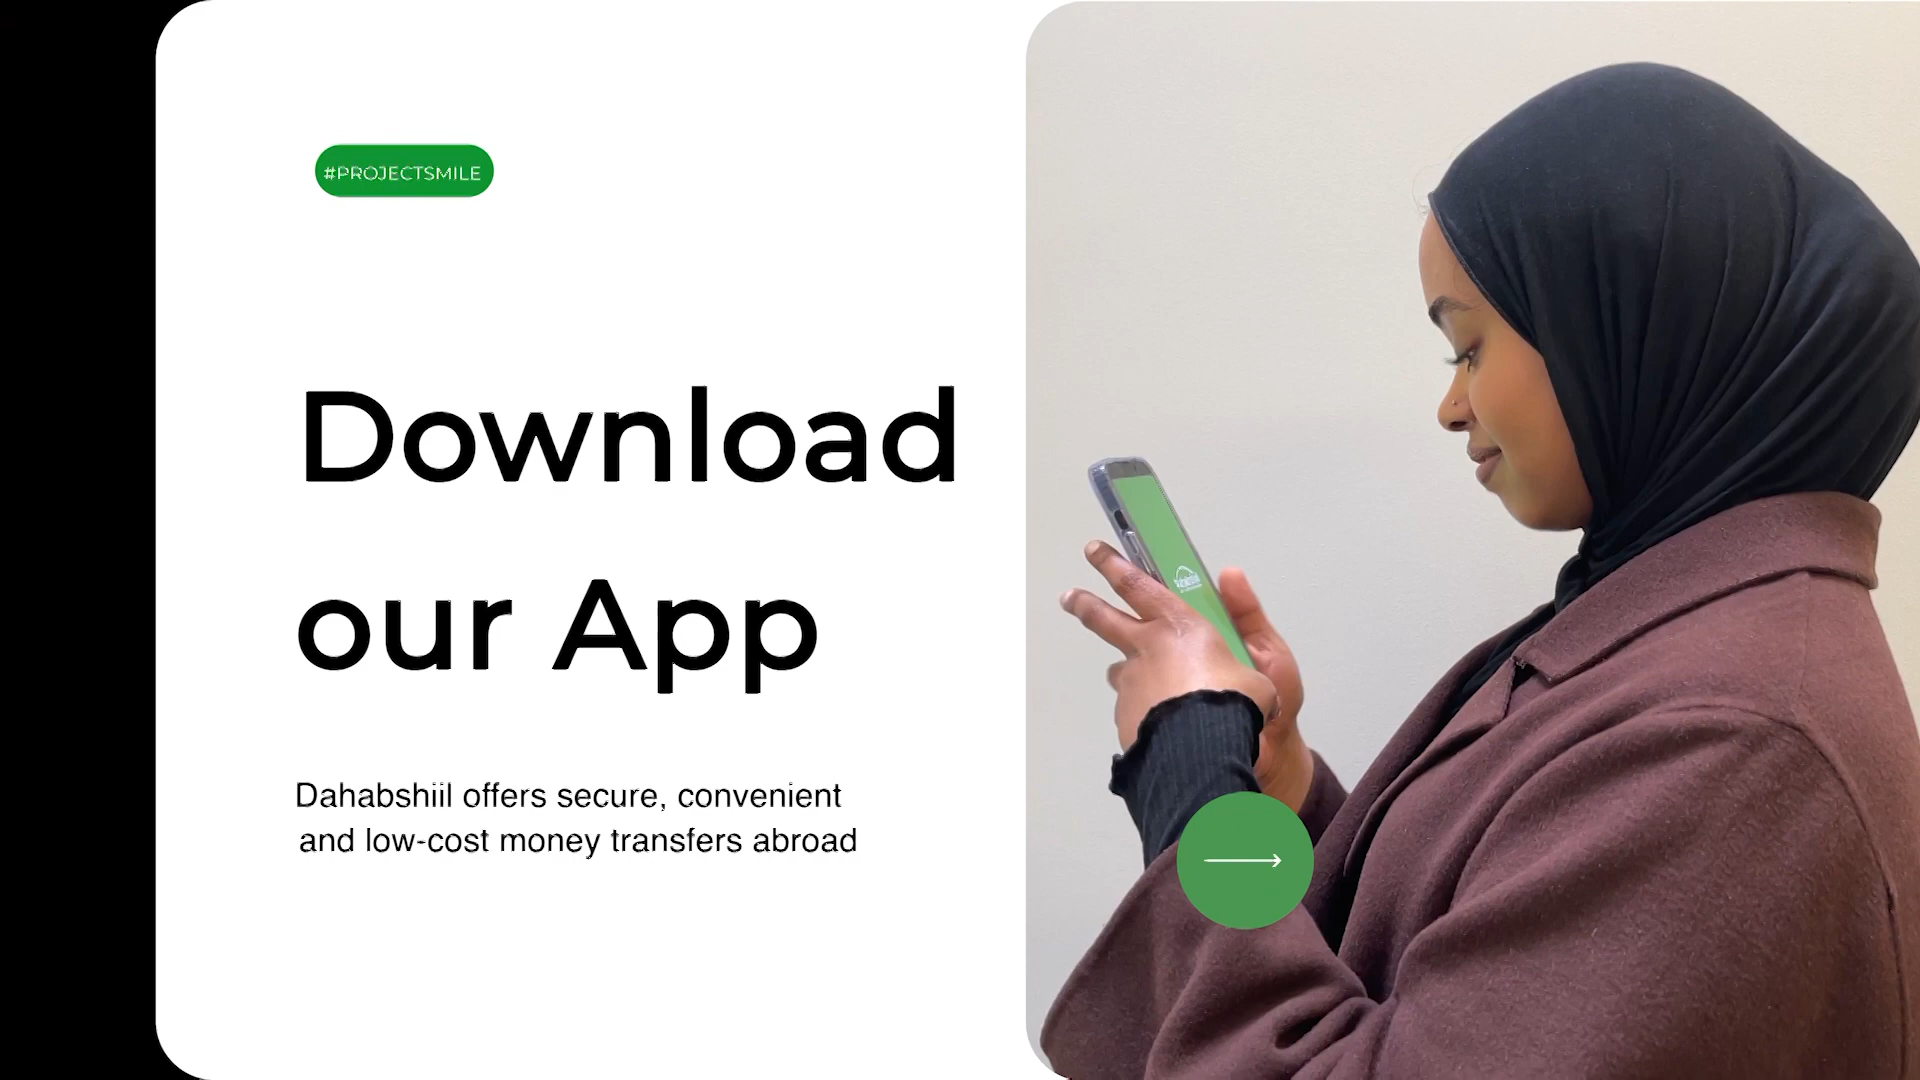 #PROJECTSMILE
Download
our App
Dahabshiil offers secure, convenient
and low-cost money transfers abroad